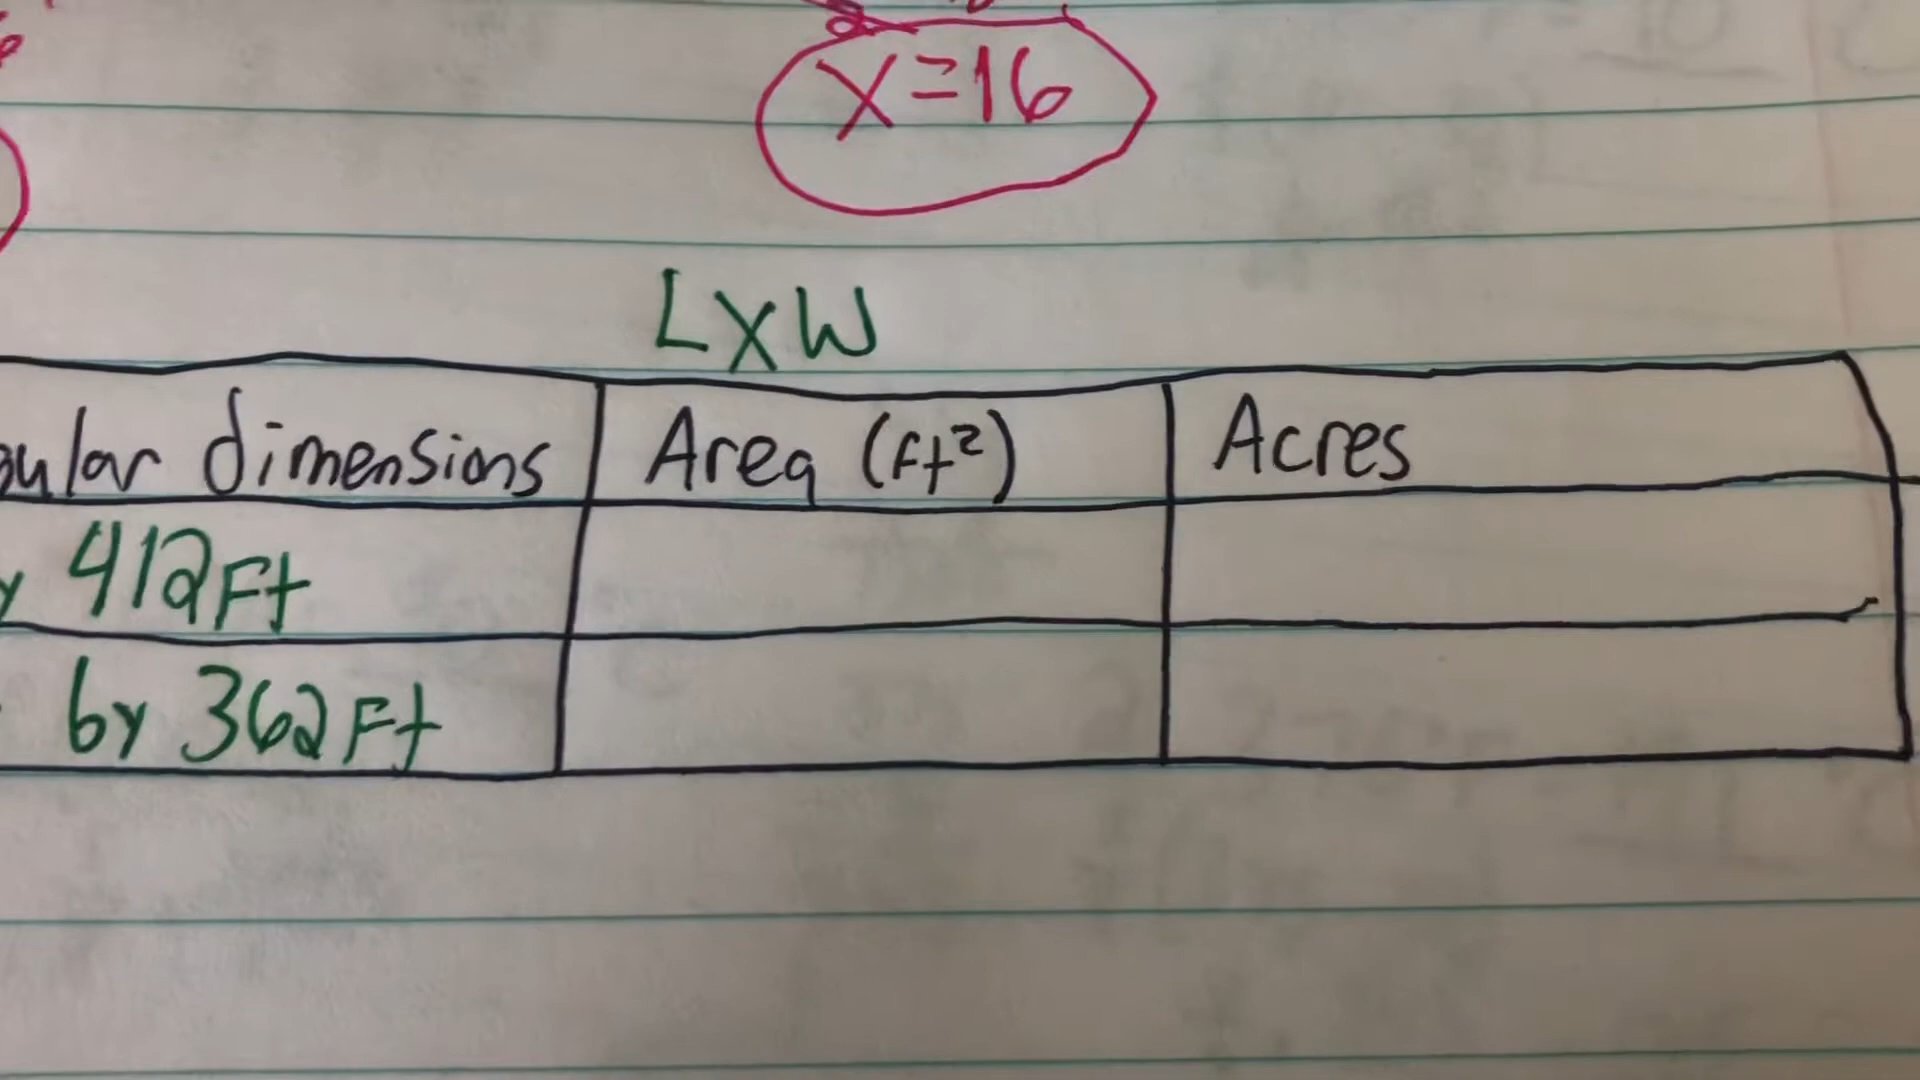 x=16
LXW
dimensions Area (ft²) Acres
412Ft
by 362Ft